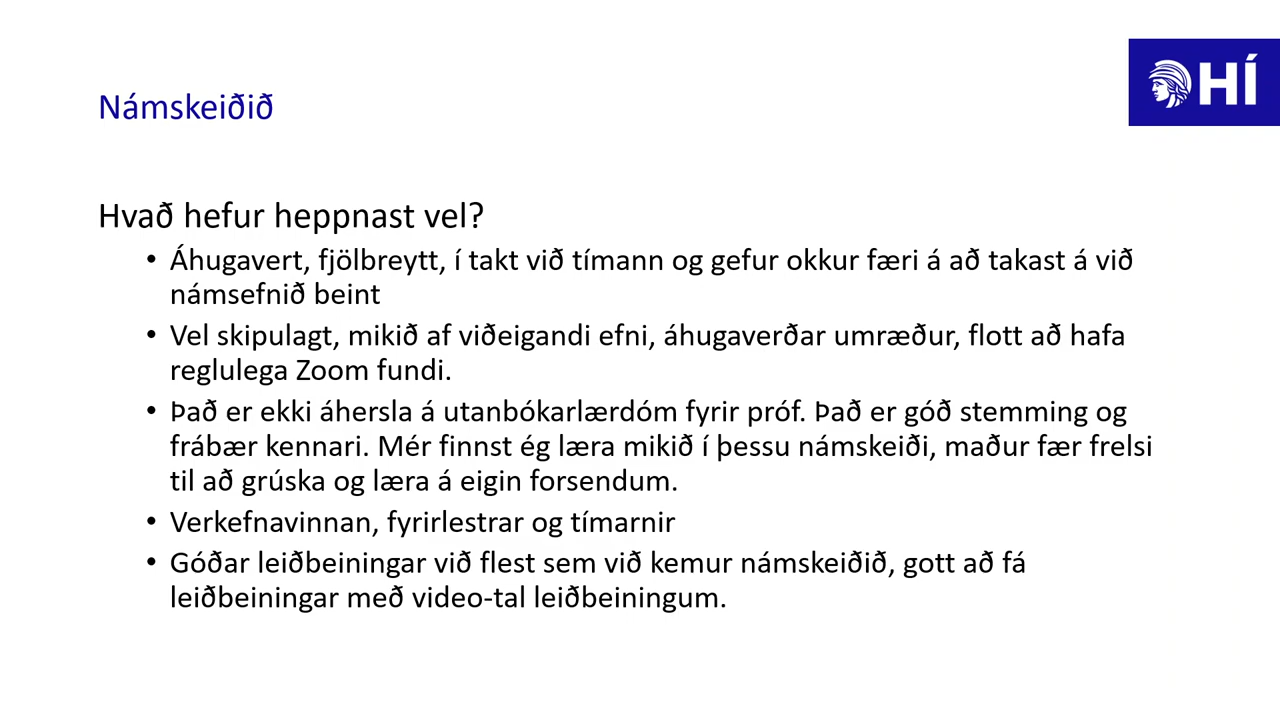 HÍ
Námskeiðið
Hvað hefur heppnast vel?
• Áhugavert, fjölbreytt, í takt við tímann og gefur okkur færi á að takast á við
námsefnið beint
• Vel skipulagt, mikið af viðeigandi efni, áhugaverðar umræður, flott að hafa
reglulega Zoom fundi.
• Það er ekki áhersla á utanbókarlærdóm fyrir próf. Það er góð stemming og
frábær kennari. Mér finnst ég læra mikið í þessu námskeiði, maður fær frelsi
til að grúska og læra á eigin forsendum.
• Verkefnavinnan, fyrirlestrar og tímarnir
• Góðar leiðbeiningar við flest sem við kemur námskeiðið, gott að fá
leiðbeiningar með video-tal leiðbeiningum.